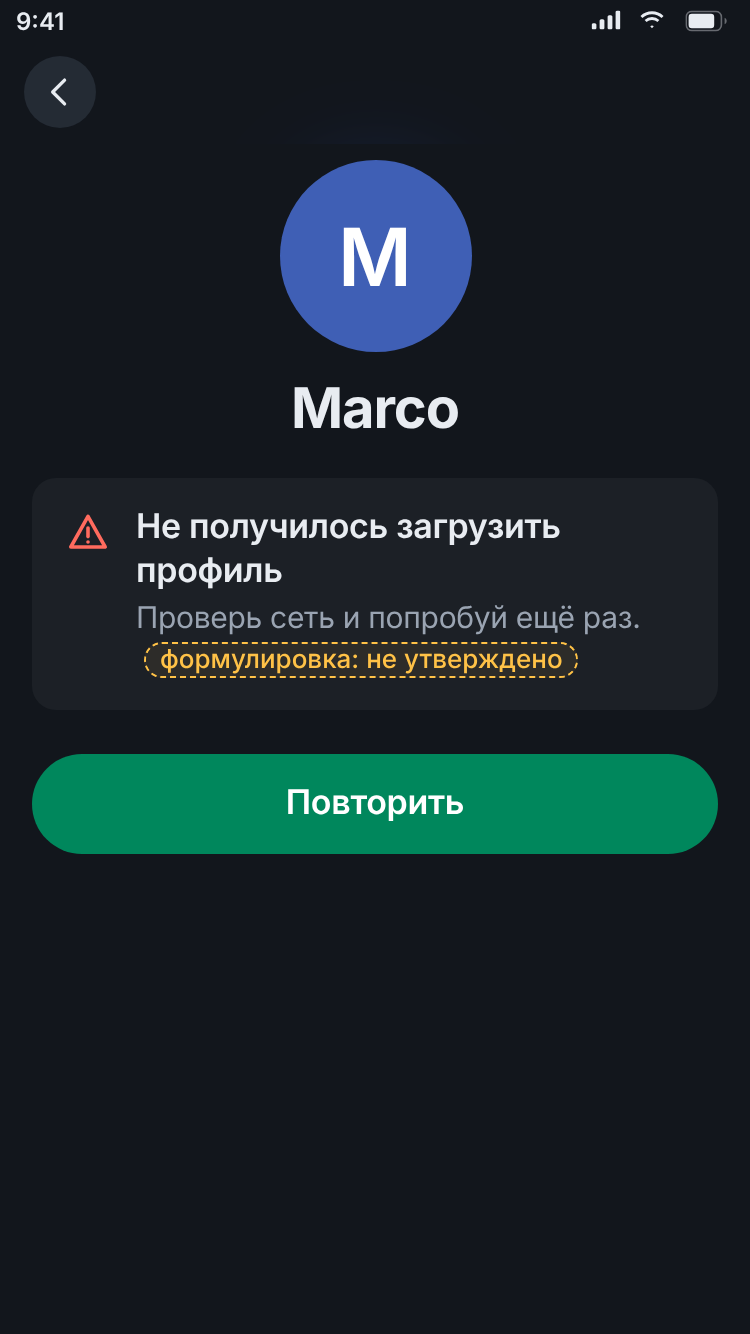 9:41
M
Marco
Не получилось загрузить
профиль
Проверь сеть и попробуй ещё раз.
формулировка: не утверждено
Повторить